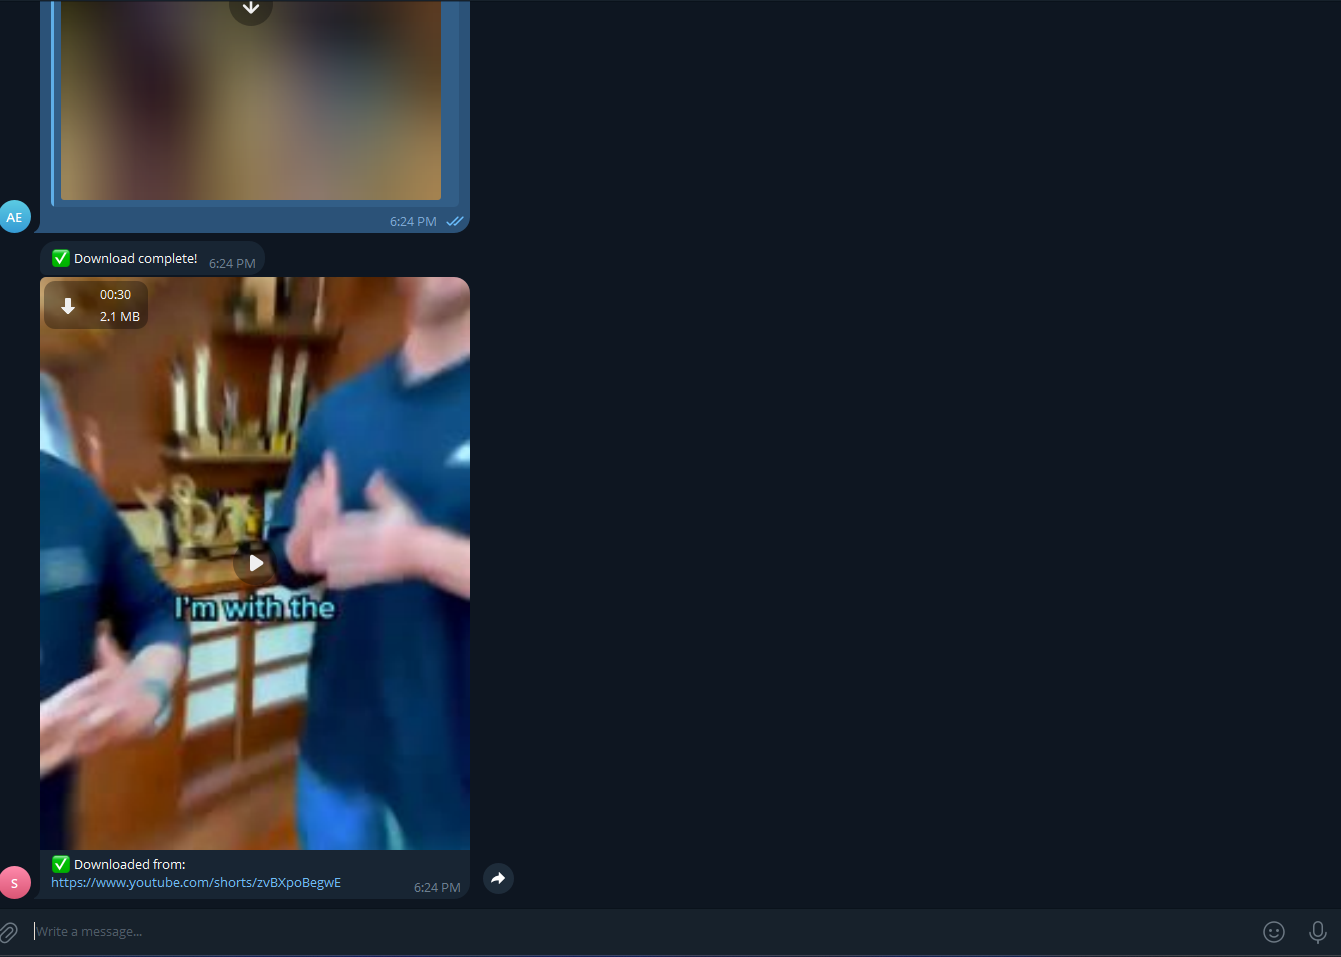 AE
6:24 PM
✅ Download complete! 6:24 PM
00:30
2.1 MB
I'm with the
✅ Downloaded from:
https://www.youtube.com/shorts/zvBXpoBegwE
6:24 PM
S
Write a message...